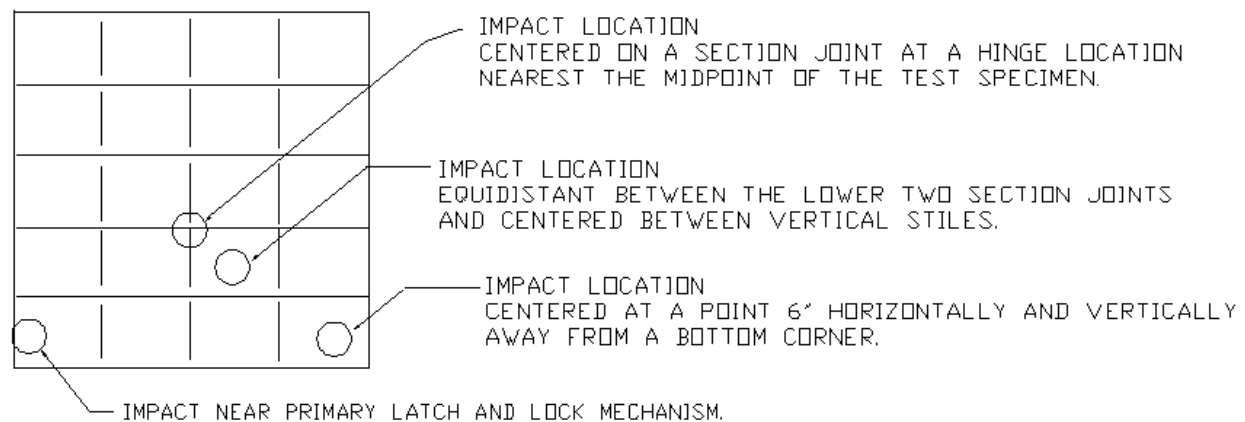 IMPACT LOCATION
CENTERED ON A SECTION JOINT AT A HINGE LOCATION
NEAREST THE MIDPOINT OF THE TEST SPECIMEN.
IMPACT LOCATION
EQUIDISTANT BETWEEN THE LOWER TWO SECTION JOINTS
AND CENTERED BETWEEN VERTICAL STILES.
IMPACT LOCATION
CENTERED AT A POINT 6" HORIZONTALLY AND VERTICALLY
AWAY FROM A BOTTOM CORNER.
IMPACT NEAR PRIMARY LATCH AND LOCK MECHANISM.